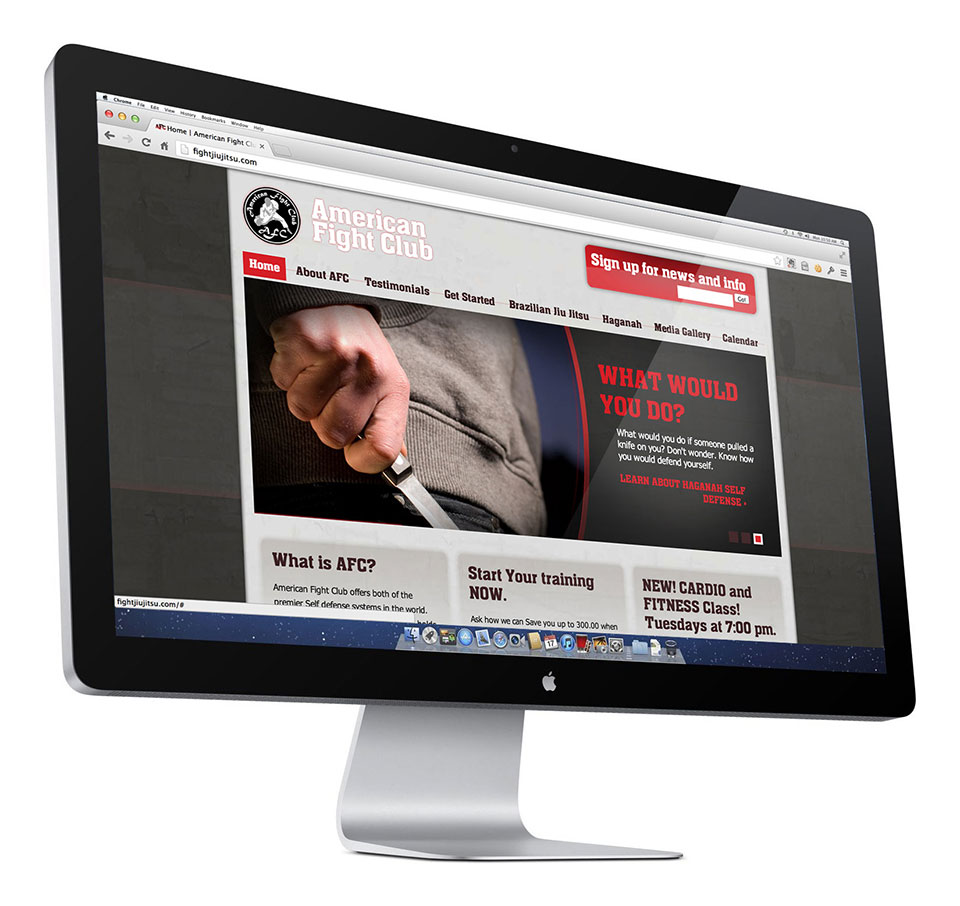 Chrome File Edit View History Bookmarks Window Help
AFC Home | American Fight Clu
fightjiujitsu.com
American Fight Club
AFC
American
Fight Club
Sign up for news and info
Go!
Home About AFC Testimonials Get Started Brazilian Jiu Jitsu Haganah Media Gallery Calendar
WHAT WOULD
YOU DO?
What would you do if someone pulled a
knife on you? Don't wonder. Know how
you would defend yourself.
LEARN ABOUT HAGANAH SELF
DEFENSE ›
What is AFC?
American Fight Club offers both of the
premier Self defense systems in the world.
Start Your training
NOW.
Ask how we can Save you up to 300.00 when
NEW! CARDIO and
FITNESS Class!
Tuesdays at 7:00 pm.
fightjiujitsu.com/#
17